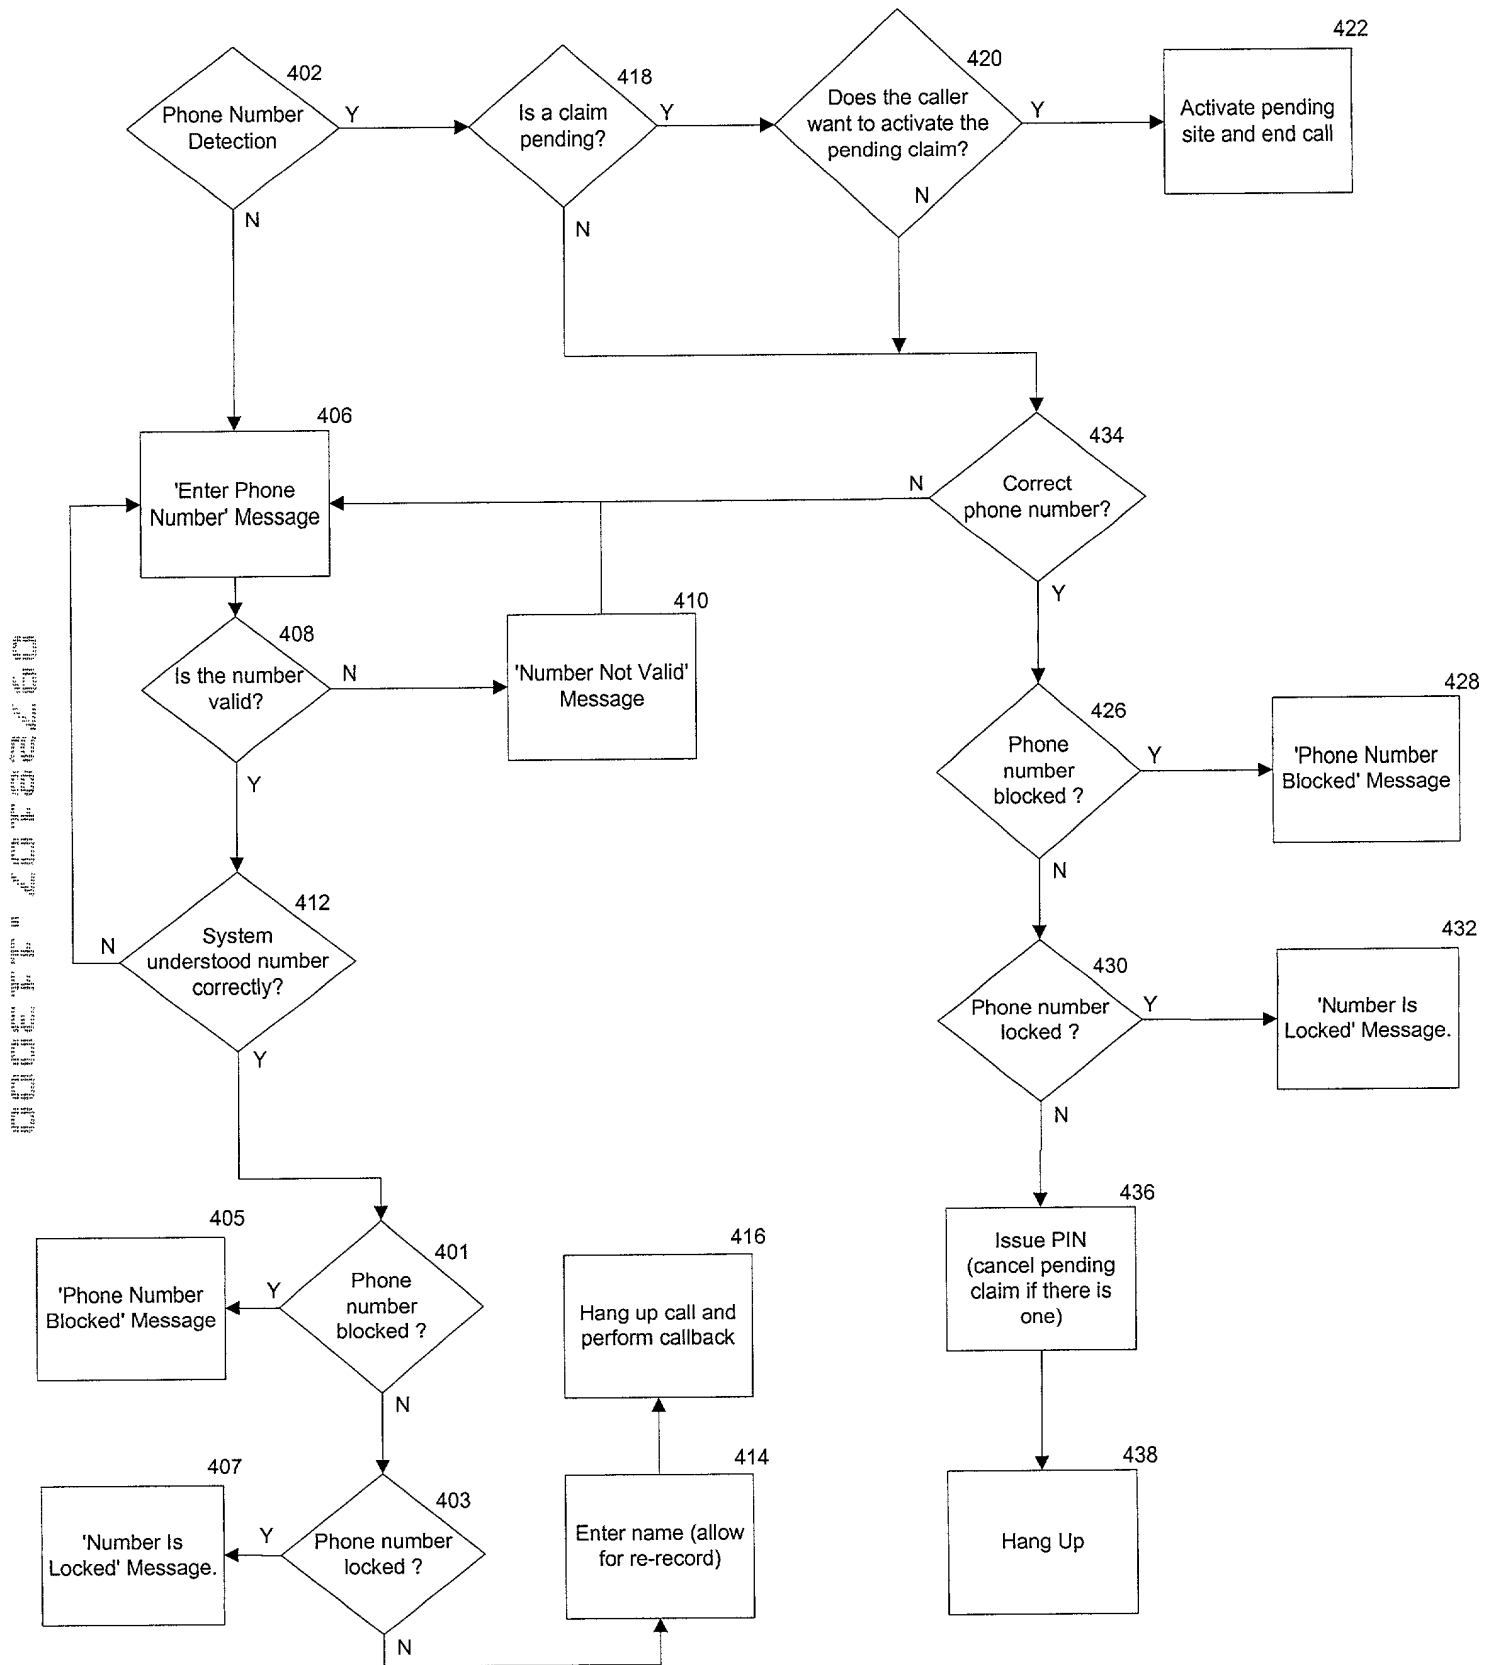 402
Phone Number
Detection
Y
N
418
Is a claim
pending?
Y
N
420
Does the caller
want to activate the
pending claim?
Y
N
422
Activate pending
site and end call
406
'Enter Phone
Number' Message
434
Correct
phone number?
N
Y
408
Is the number
valid?
N
Y
410
'Number Not Valid'
Message
426
Phone
number
blocked ?
Y
N
428
'Phone Number
Blocked' Message
412
System
understood number
correctly?
N
Y
430
Phone number
locked ?
Y
N
432
'Number Is
Locked' Message.
405
'Phone Number
Blocked' Message
401
Phone
number
blocked ?
Y
N
416
Hang up call and
perform callback
436
Issue PIN
(cancel pending
claim if there is
one)
407
'Number Is
Locked' Message.
403
Phone number
locked ?
Y
N
414
Enter name (allow
for re-record)
438
Hang Up